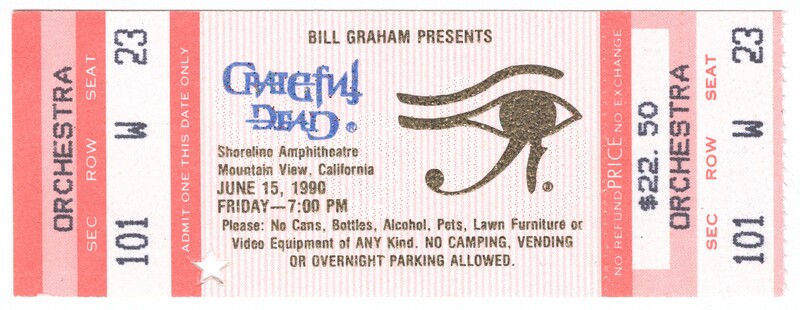 ORCHESTRA
SEC ROW SEAT
101 W 23
ADMIT ONE THIS DATE ONLY
BILL GRAHAM PRESENTS
GRATEFUL
DEAD ®
Shoreline Amphitheatre
Mountain View, California
JUNE 15, 1990
FRIDAY—7:00 PM
Please: No Cans, Bottles, Alcohol, Pets, Lawn Furniture or
Video Equipment of ANY Kind. NO CAMPING, VENDING
OR OVERNIGHT PARKING ALLOWED.
®
NO REFUND PRICE NO EXCHANGE
$22.50
ORCHESTRA
SEC ROW SEAT
101 W 23